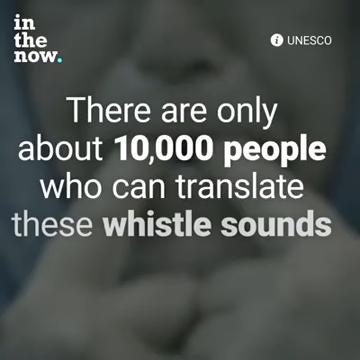 in
the
now.
i UNESCO
There are only
about 10,000 people
who can translate
these whistle sounds